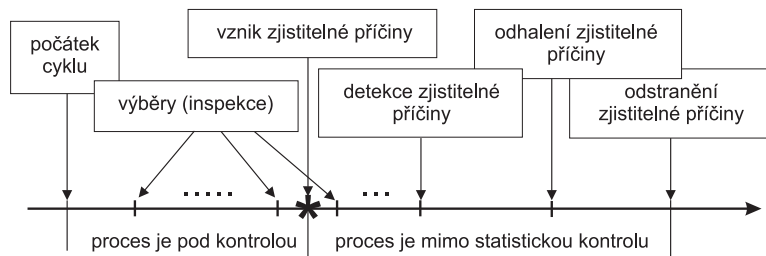 počátek
cyklu
vznik zjistitelné příčiny
odhalení zjistitelné
příčiny
výběry (inspekce)
detekce zjistitelné
příčiny
odstranění
zjistitelné příčiny
proces je pod kontrolou
proces je mimo statistickou kontrolu